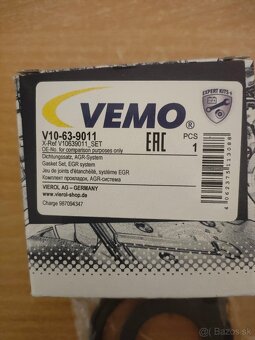 EXPERT KITS +
VEMO®
V10-63-9011
X-Ref V10639011_SET
OE-No. for comparison purposes only
EAC
PCS
1
Dichtungssatz, AGR-System
Gasket Set, EGR system
Jeu de joints d'étanchéité, système EGR
Комплект прокладок, AGR-система
VIEROL AG – GERMANY
www.vierol-shop.de
Charge 987094347
bazos.sk